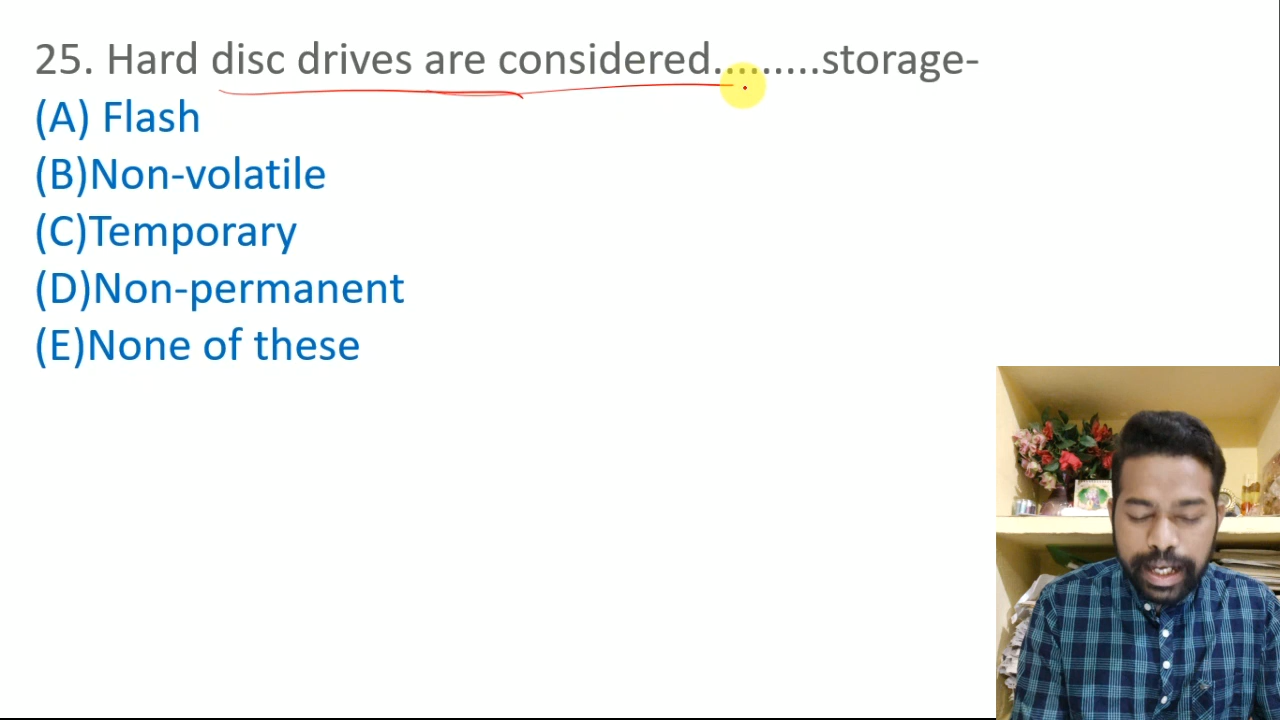 25. Hard disc drives are considered.........storage-
(A) Flash
(B)Non-volatile
(C)Temporary
(D)Non-permanent
(E)None of these